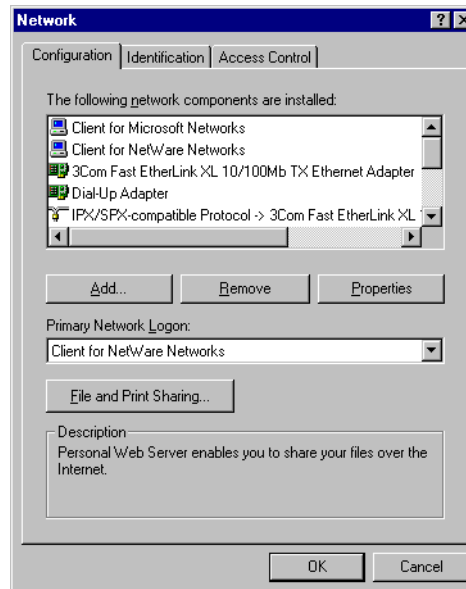 Network
Configuration Identification Access Control
The following network components are installed:
Client for Microsoft Networks
Client for NetWare Networks
3Com Fast EtherLink XL 10/100Mb TX Ethernet Adapter
Dial-Up Adapter
IPX/SPX-compatible Protocol -> 3Com Fast EtherLink XL
Add... Remove Properties
Primary Network Logon:
Client for NetWare Networks
File and Print Sharing...
Description
Personal Web Server enables you to share your files over the
Internet.
OK Cancel